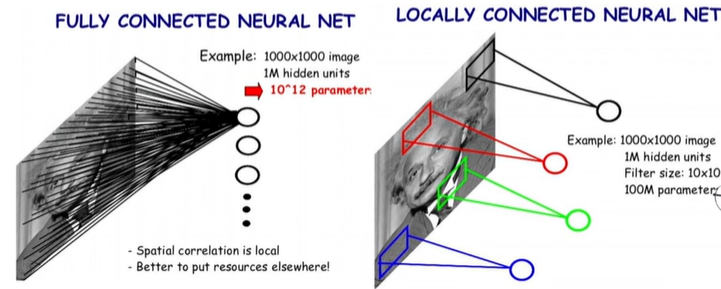 FULLY CONNECTED NEURAL NET
Example: 1000x1000 image
1M hidden units
10^12 parameter
- Spatial correlation is local
- Better to put resources elsewhere!
LOCALLY CONNECTED NEURAL NET
Example: 1000x1000 image
1M hidden units
Filter size: 10x10
100M parameter